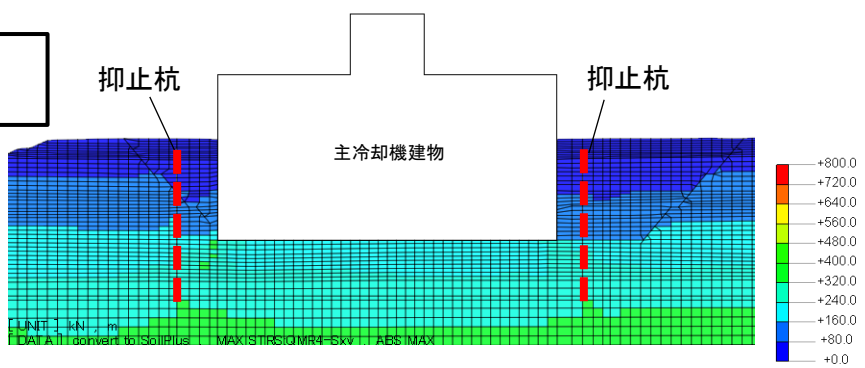 抑止杭
抑止杭
主冷却機建物
+800.0
+720.0
+640.0
+560.0
+480.0
+400.0
+320.0
+240.0
+160.0
+80.0
+0.0
[ UNIT ] kN , m
[ DATA ] convert to SoilPlus MAX STRS QMR4-Sxy , ABS MAX